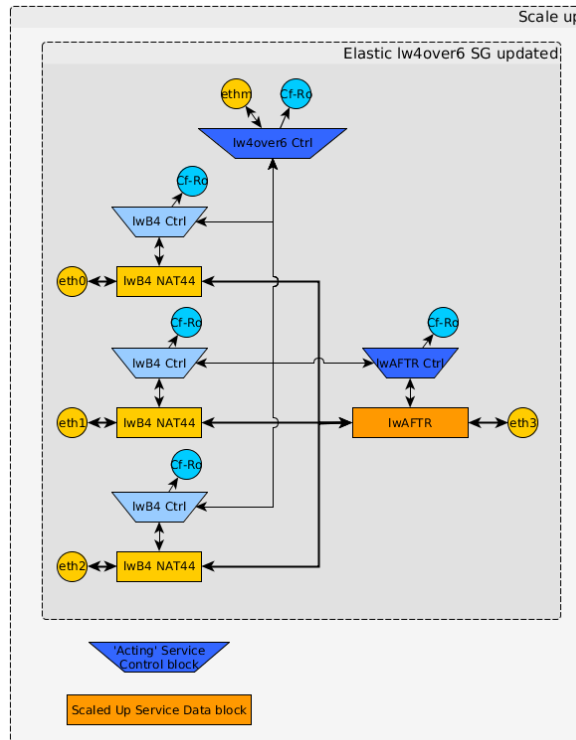 Scale up
Elastic lw4over6 SG updated
ethm
Cf-Ro
lw4over6 Ctrl
Cf-Ro
lwB4 Ctrl
eth0
lwB4 NAT44
Cf-Ro
Cf-Ro
lwB4 Ctrl
lwAFTR Ctrl
eth1
lwB4 NAT44
lwAFTR
eth3
Cf-Ro
lwB4 Ctrl
eth2
lwB4 NAT44
'Acting' Service
Control block
Scaled Up Service Data block